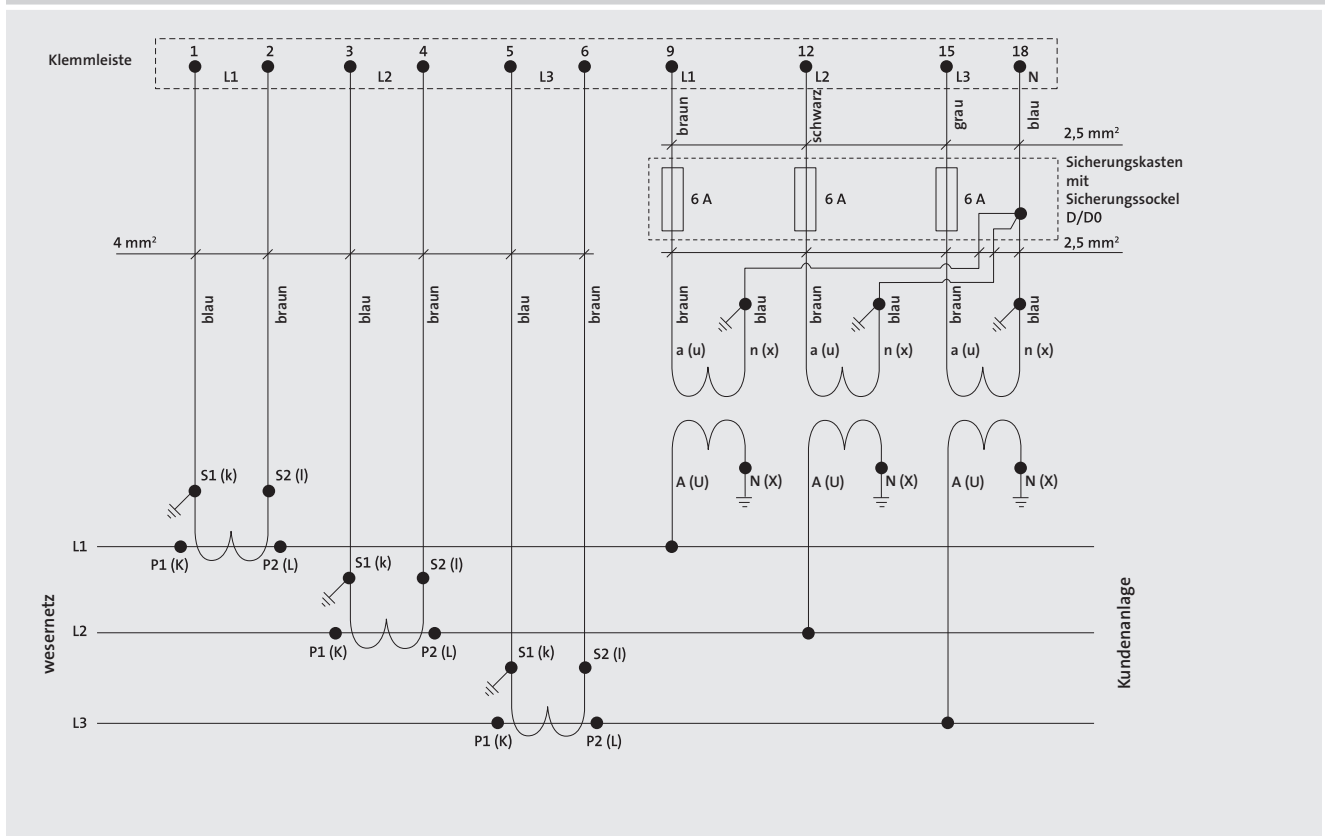 1 2 3 4 5 6 9 12 15 18
Klemmleiste
L1 L2 L3 L1 L2 L3 N
braun
schwarz
grau
blau
2,5 mm²
Sicherungskasten
mit
Sicherungssockel
D/D0
6 A 6 A 6 A
4 mm²
2,5 mm²
blau
braun
blau
braun
blau
braun
braun
blau
braun
blau
braun
blau
a (u) n (x) a (u) n (x) a (u) n (x)
S1 (k) S2 (l)
A (U) N (X) A (U) N (X) A (U) N (X)
L1
P1 (K) P2 (L)
S1 (k) S2 (l)
wesernetz
Kundenanlage
L2
P1 (K) P2 (L)
S1 (k) S2 (l)
L3
P1 (K) P2 (L)